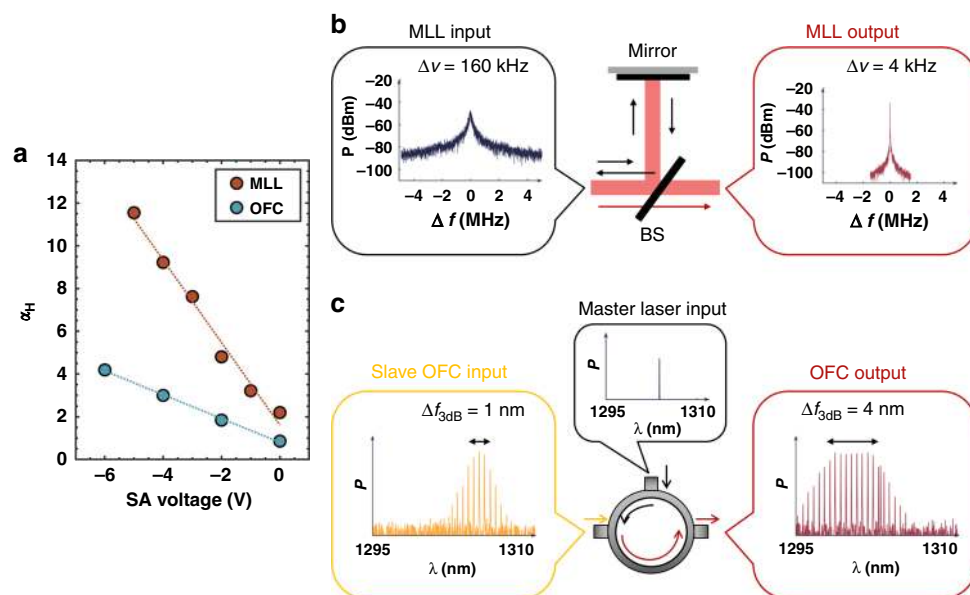 a
14
12
10
8
6
4
2
0
α_H
MLL
OFC
−6
−4
−2
0
SA voltage (V)
b
MLL input
Δν = 160 kHz
−20
−40
−60
−80
−100
P (dBm)
−4
−2
0
2
4
Δ f (MHz)
Mirror
BS
MLL output
Δν = 4 kHz
−20
−40
−60
−80
−100
P (dBm)
−4
−2
0
2
4
Δ f (MHz)
c
Master laser input
P
1295
1310
λ (nm)
Slave OFC input
Δf3dB = 1 nm
P
1295
1310
λ (nm)
OFC output
Δf3dB = 4 nm
P
1295
1310
λ (nm)